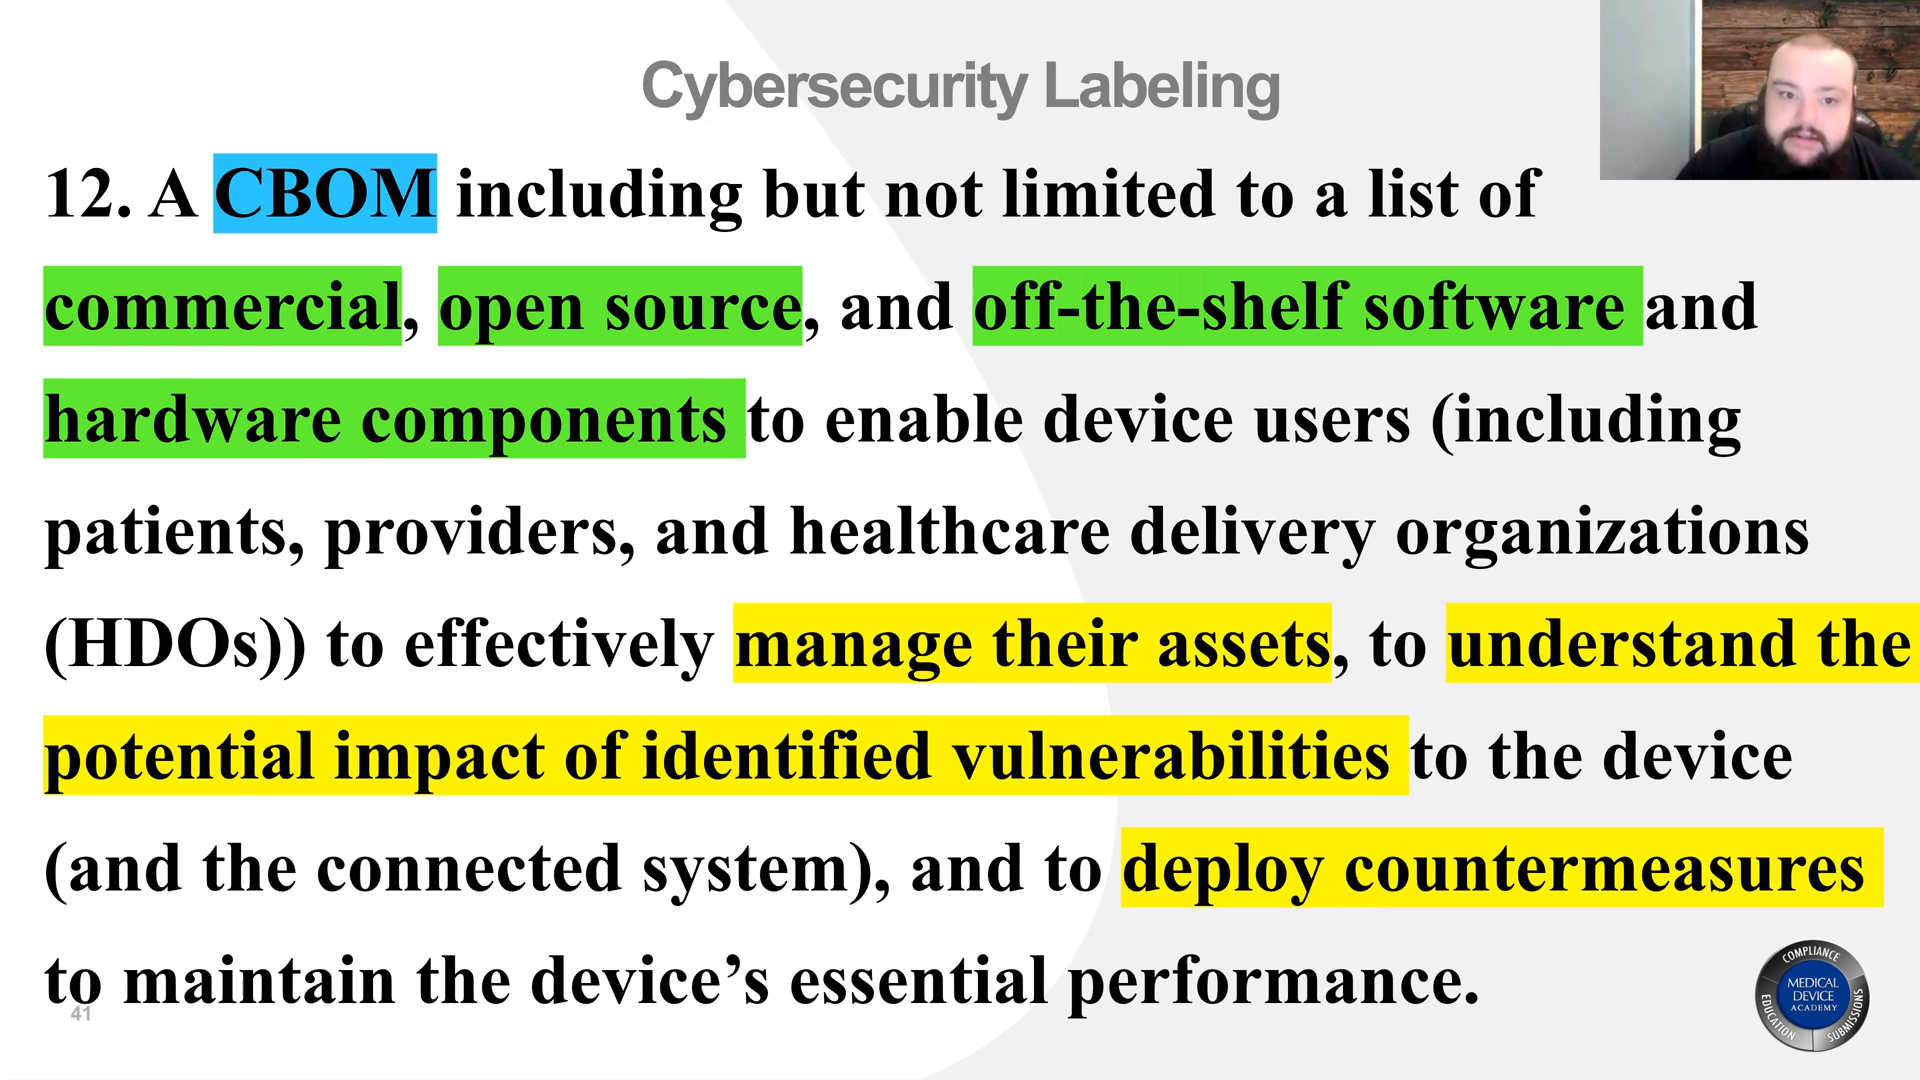 Cybersecurity Labeling
12. A CBOM including but not limited to a list of
commercial, open source, and off-the-shelf software and
hardware components to enable device users (including
patients, providers, and healthcare delivery organizations
(HDOs)) to effectively manage their assets, to understand the
potential impact of identified vulnerabilities to the device
(and the connected system), and to deploy countermeasures
to maintain the device’s essential performance.
41
COMPLIANCE
MEDICAL
DEVICE
ACADEMY
EDUCATION
SUBMISSIONS